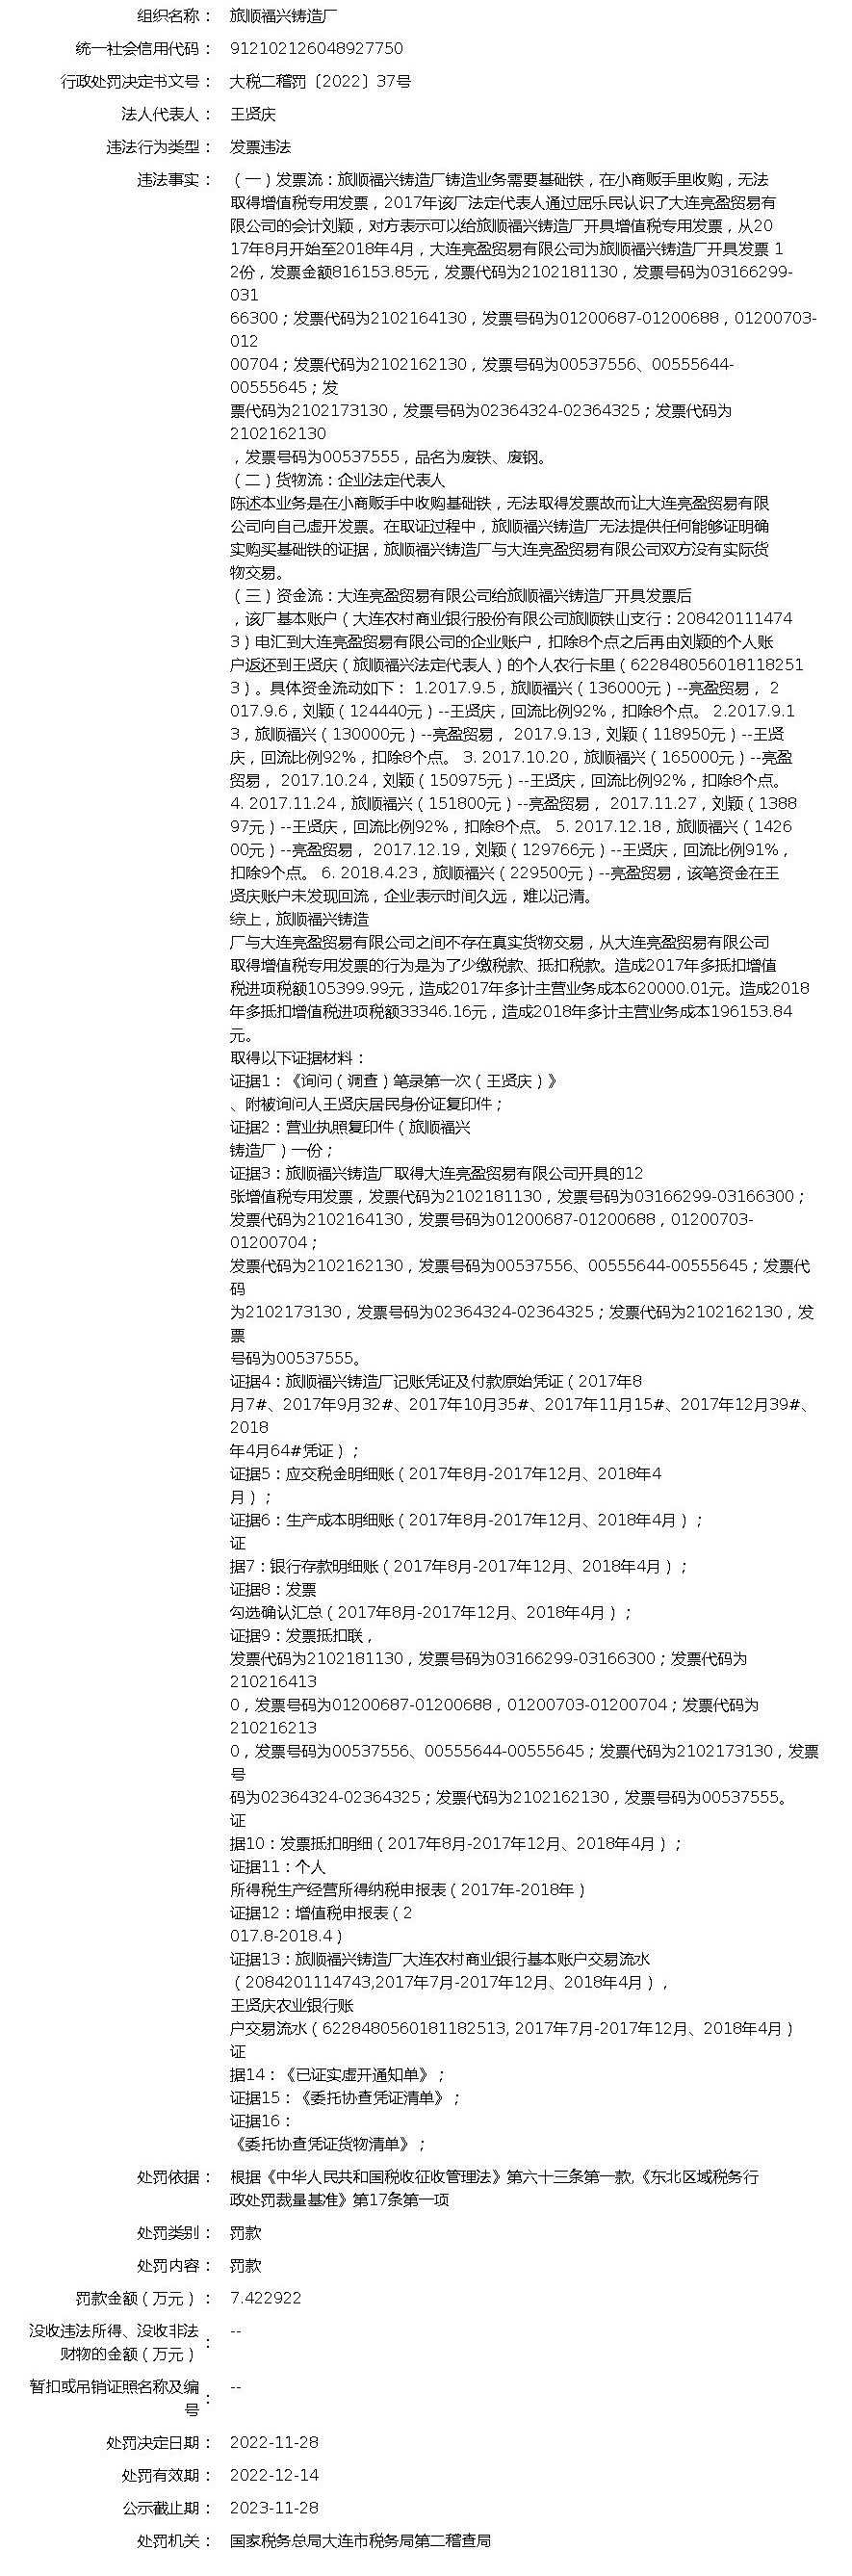 组织名称： 旅顺福兴铸造厂
统一社会信用代码： 912102126048927750
行政处罚决定书文号： 大税二稽罚〔2022〕37号
法人代表人： 王贤庆
违法行为类型： 发票违法
违法事实： （一）发票流：旅顺福兴铸造厂铸造业务需要基础铁，在小商贩手里收购，无法
取得增值税专用发票，2017年该厂法定代表人通过屈乐民认识了大连亮盈贸易有
限公司的会计刘颖，对方表示可以给旅顺福兴铸造厂开具增值税专用发票，从20
17年8月开始至2018年4月，大连亮盈贸易有限公司为旅顺福兴铸造厂开具发票 1
2份，发票金额816153.85元，发票代码为2102181130，发票号码为03166299-
031
66300；发票代码为2102164130，发票号码为01200687-01200688，01200703-
012
00704；发票代码为2102162130，发票号码为00537556、00555644-
00555645；发
票代码为2102173130，发票号码为02364324-02364325；发票代码为
2102162130
，发票号码为00537555，品名为废铁、废钢。
（二）货物流：企业法定代表人
陈述本业务是在小商贩手中收购基础铁，无法取得发票故而让大连亮盈贸易有限
公司向自己虚开发票。在取证过程中，旅顺福兴铸造厂无法提供任何能够证明确
实购买基础铁的证据，旅顺福兴铸造厂与大连亮盈贸易有限公司双方没有实际货
物交易。
（三）资金流：大连亮盈贸易有限公司给旅顺福兴铸造厂开具发票后
，该厂基本账户（大连农村商业银行股份有限公司旅顺铁山支行：208420111474
3）电汇到大连亮盈贸易有限公司的企业账户，扣除8个点之后再由刘颖的个人账
户返还到王贤庆（旅顺福兴法定代表人）的个人农行卡里（622848056018118251
3）。具体资金流动如下： 1.2017.9.5，旅顺福兴（136000元）--亮盈贸易， 2
017.9.6，刘颖（124440元）--王贤庆，回流比例92%，扣除8个点。 2.2017.9.1
3，旅顺福兴（130000元）--亮盈贸易， 2017.9.13，刘颖（118950元）--王贤
庆，回流比例92%，扣除8个点。 3. 2017.10.20，旅顺福兴（165000元）--亮盈
贸易， 2017.10.24，刘颖（150975元）--王贤庆，回流比例92%，扣除8个点。
4. 2017.11.24，旅顺福兴（151800元）--亮盈贸易， 2017.11.27，刘颖（1388
97元）--王贤庆，回流比例92%，扣除8个点。 5. 2017.12.18，旅顺福兴（1426
00元）--亮盈贸易， 2017.12.19，刘颖（129766元）--王贤庆，回流比例91%，
扣除9个点。 6. 2018.4.23，旅顺福兴（229500元）--亮盈贸易，该笔资金在王
贤庆账户未发现回流，企业表示时间久远，难以记清。
综上，旅顺福兴铸造
厂与大连亮盈贸易有限公司之间不存在真实货物交易，从大连亮盈贸易有限公司
取得增值税专用发票的行为是为了少缴税款、抵扣税款。造成2017年多抵扣增值
税进项税额105399.99元，造成2017年多计主营业务成本620000.01元。造成2018
年多抵扣增值税进项税额33346.16元，造成2018年多计主营业务成本196153.84
元。
取得以下证据材料：
证据1：《询问（调查）笔录第一次（王贤庆）》
、附被询问人王贤庆居民身份证复印件；
证据2：营业执照复印件（旅顺福兴
铸造厂）一份；
证据3：旅顺福兴铸造厂取得大连亮盈贸易有限公司开具的12
张增值税专用发票，发票代码为2102181130，发票号码为03166299-03166300；
发票代码为2102164130，发票号码为01200687-01200688，01200703-
01200704；
发票代码为2102162130，发票号码为00537556、00555644-00555645；发票代
码
为2102173130，发票号码为02364324-02364325；发票代码为2102162130，发
票
号码为00537555。
证据4：旅顺福兴铸造厂记账凭证及付款原始凭证（2017年8
月7#、2017年9月32#、2017年10月35#、2017年11月15#、2017年12月39#、
2018
年4月64#凭证）；
证据5：应交税金明细账（2017年8月-2017年12月、2018年4
月）；
证据6：生产成本明细账（2017年8月-2017年12月、2018年4月）；
证
据7：银行存款明细账（2017年8月-2017年12月、2018年4月）；
证据8：发票
勾选确认汇总（2017年8月-2017年12月、2018年4月）；
证据9：发票抵扣联，
发票代码为2102181130，发票号码为03166299-03166300；发票代码为
210216413
0，发票号码为01200687-01200688，01200703-01200704；发票代码为
210216213
0，发票号码为00537556、00555644-00555645；发票代码为2102173130，发票
号
码为02364324-02364325；发票代码为2102162130，发票号码为00537555。
证
据10：发票抵扣明细（2017年8月-2017年12月、2018年4月）；
证据11：个人
所得税生产经营所得纳税申报表（2017年-2018年）
证据12：增值税申报表（2
017.8-2018.4）
证据13：旅顺福兴铸造厂大连农村商业银行基本账户交易流水
（2084201114743,2017年7月-2017年12月、2018年4月），
王贤庆农业银行账
户交易流水（6228480560181182513, 2017年7月-2017年12月、2018年4月）
证
据14：《已证实虚开通知单》；
证据15：《委托协查凭证清单》；
证据16：
《委托协查凭证货物清单》；
处罚依据： 根据《中华人民共和国税收征收管理法》第六十三条第一款,《东北区域税务行
政处罚裁量基准》第17条第一项
处罚类别： 罚款
处罚内容： 罚款
罚款金额（万元）： 7.422922
没收违法所得、没收非法
财物的金额（万元）： --
暂扣或吊销证照名称及编
号： --
处罚决定日期： 2022-11-28
处罚有效期： 2022-12-14
公示截止期： 2023-11-28
处罚机关： 国家税务总局大连市税务局第二稽查局